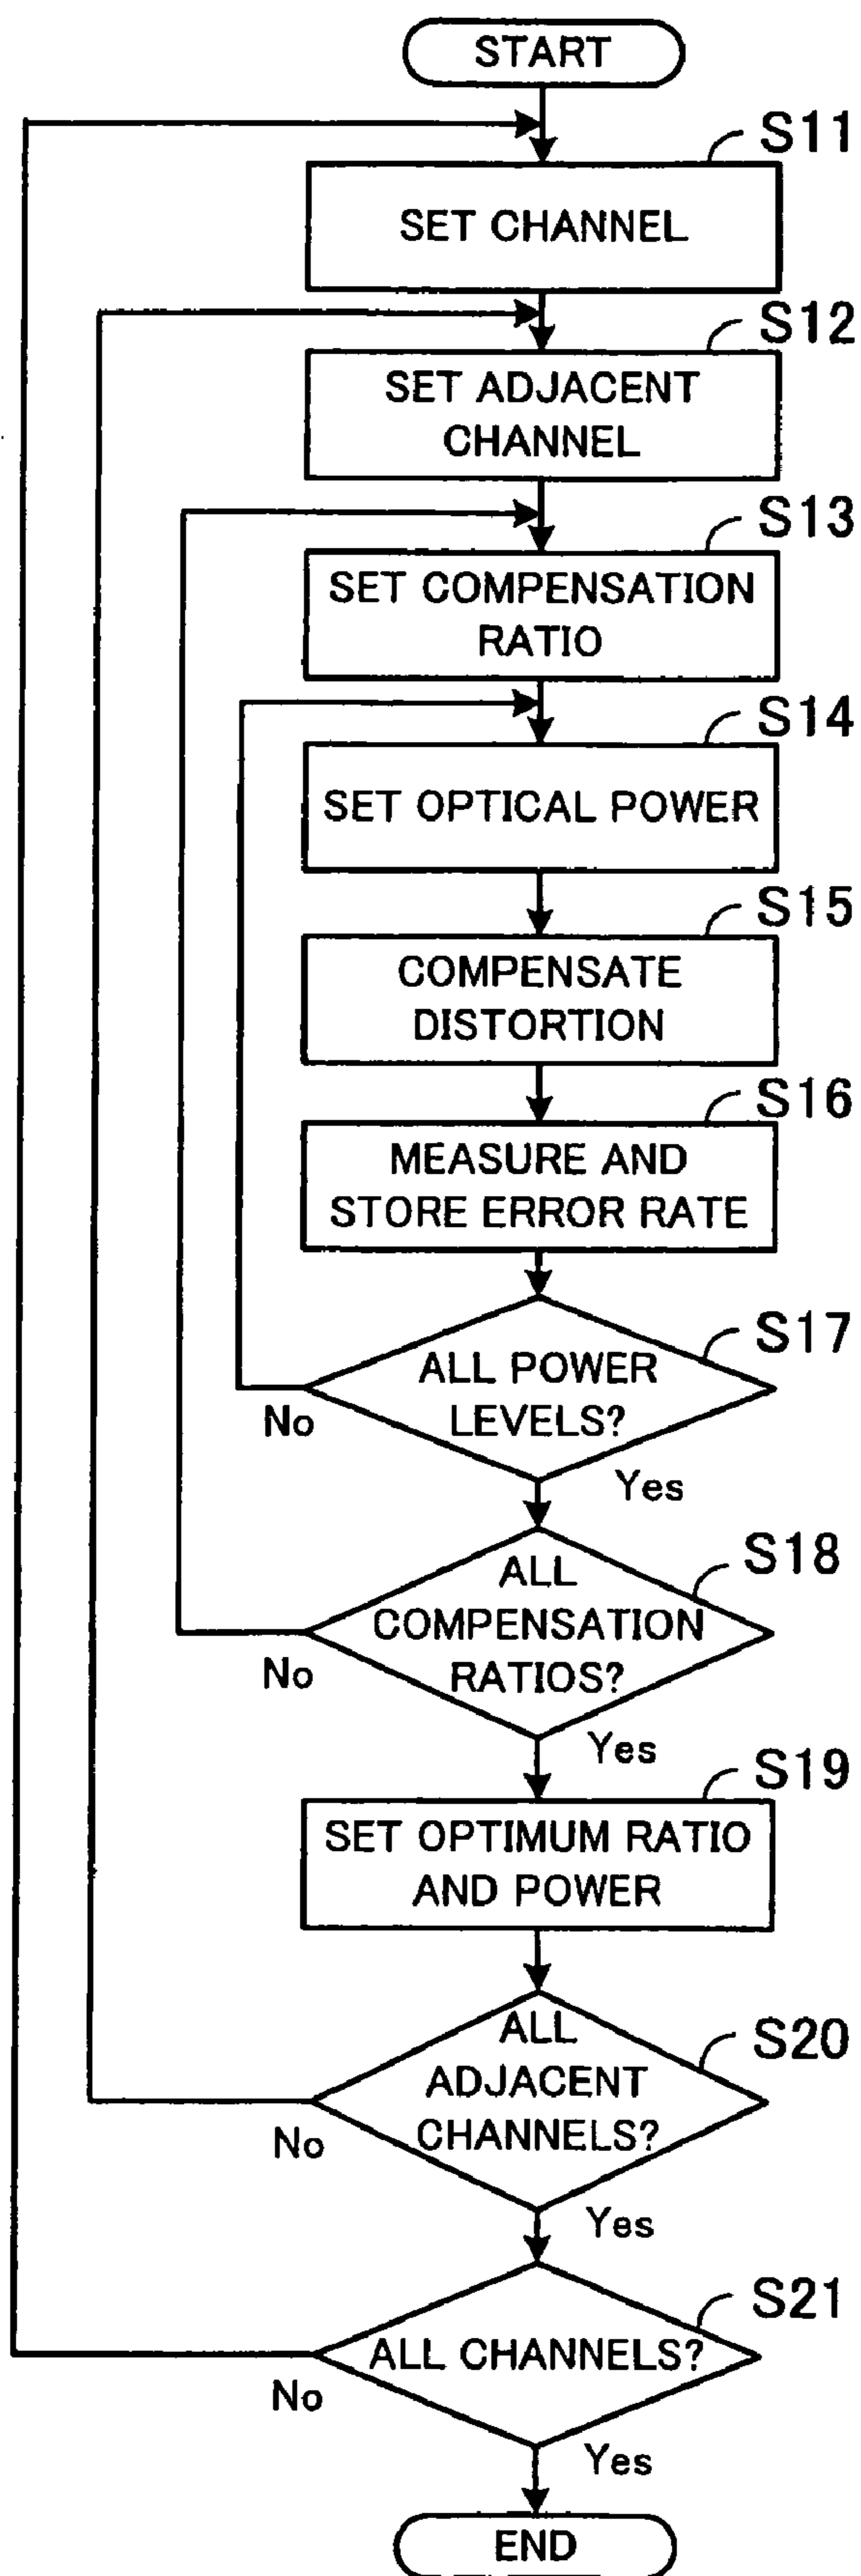 START
S11
SET CHANNEL
S12
SET ADJACENT
CHANNEL
S13
SET COMPENSATION
RATIO
S14
SET OPTICAL POWER
S15
COMPENSATE
DISTORTION
S16
MEASURE AND
STORE ERROR RATE
S17
ALL POWER
LEVELS?
No
Yes
S18
ALL
COMPENSATION
RATIOS?
No
Yes
S19
SET OPTIMUM RATIO
AND POWER
S20
ALL
ADJACENT
CHANNELS?
No
Yes
S21
ALL CHANNELS?
No
Yes
END